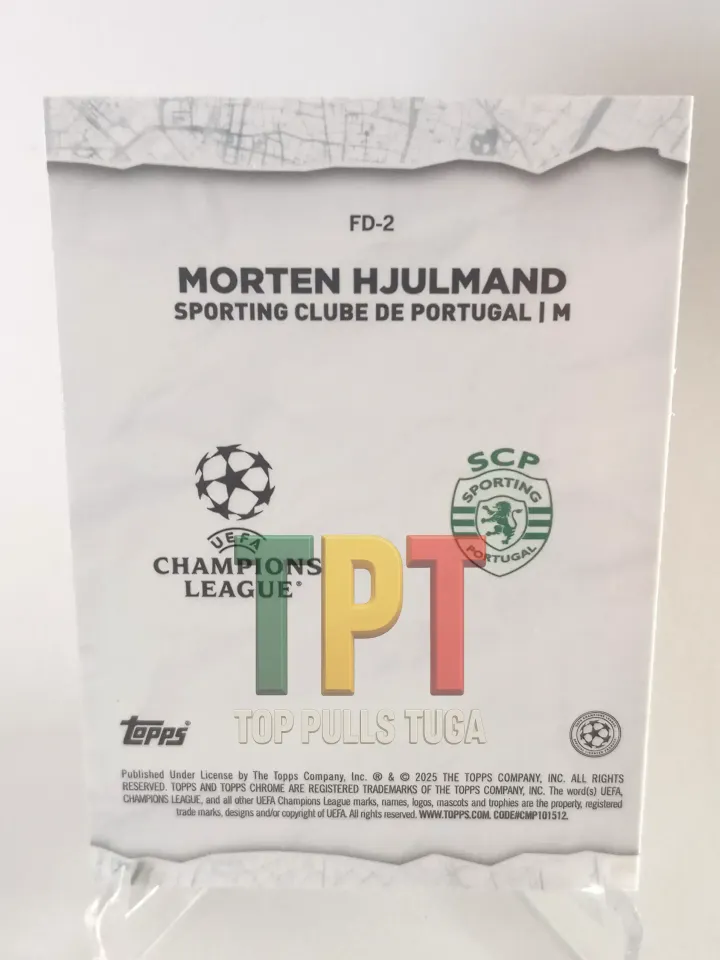 FD-2
MORTEN HJULMAND
SPORTING CLUBE DE PORTUGAL | M
SCP
SPORTING
PORTUGAL
UEFA
CHAMPIONS
LEAGUE®
TPT
TOP PULLS TUGA
topps®
Published Under License by The Topps Company, Inc. ® & © 2025 THE TOPPS COMPANY, INC. ALL RIGHTS
RESERVED. TOPPS AND TOPPS CHROME ARE REGISTERED TRADEMARKS OF THE TOPPS COMPANY, INC. The word(s) UEFA,
CHAMPIONS LEAGUE, and all other UEFA Champions League marks, names, logos, mascots and trophies are the property, registered
trade marks, designs and/or copyright of UEFA. All rights reserved. WWW.TOPPS.COM. CODE#CMP101512.